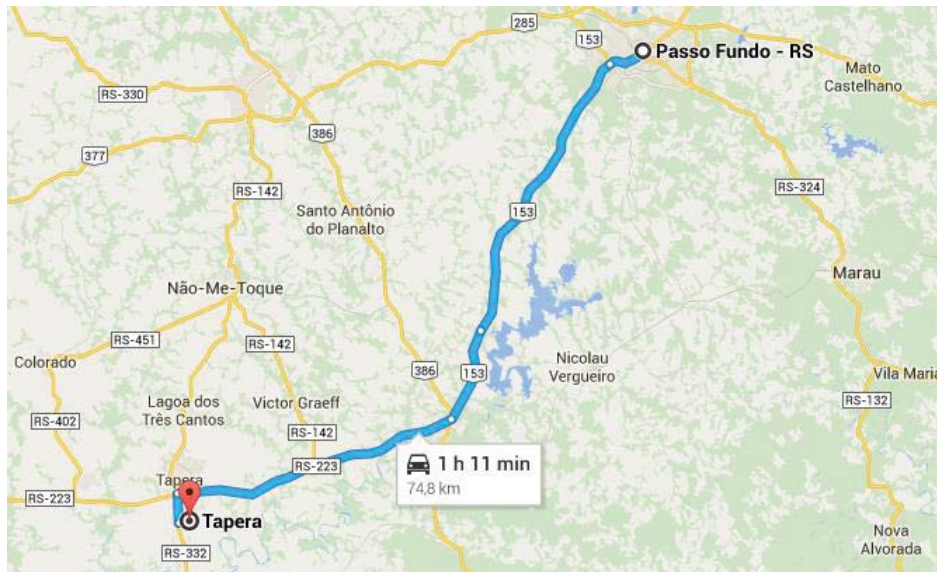 285
153
Passo Fundo - RS
Mato
Castelhano
RS-330
386
377
RS-142
RS-324
153
Santo Antônio
do Planalto
Marau
Não-Me-Toque
RS-451
RS-142
Colorado
386
153
Nicolau
Vergueiro
Vila Maria
RS-132
Lagoa dos
Três Cantos
Victor Graeff
RS-402
RS-142
RS-223
1 h 11 min
74,8 km
Tapera
RS-223
Tapera
RS-332
Nova
Alvorada